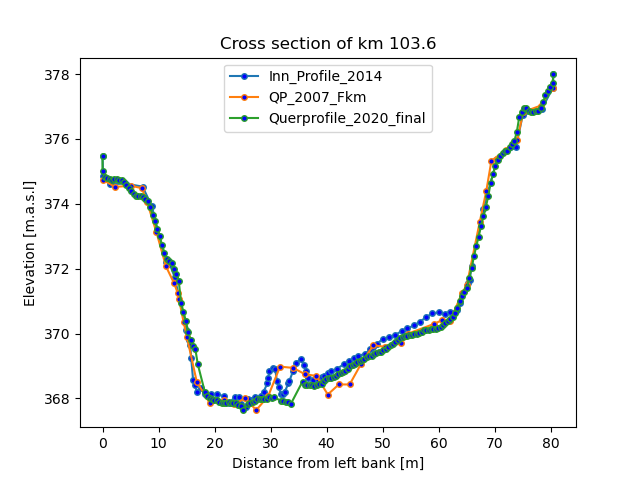 Cross section of km 103.6
Inn_Profile_2014
QP_2007_Fkm
Querprofile_2020_final
Elevation [m.a.s.l]
378
376
374
372
370
368
0 10 20 30 40 50 60 70 80
Distance from left bank [m]